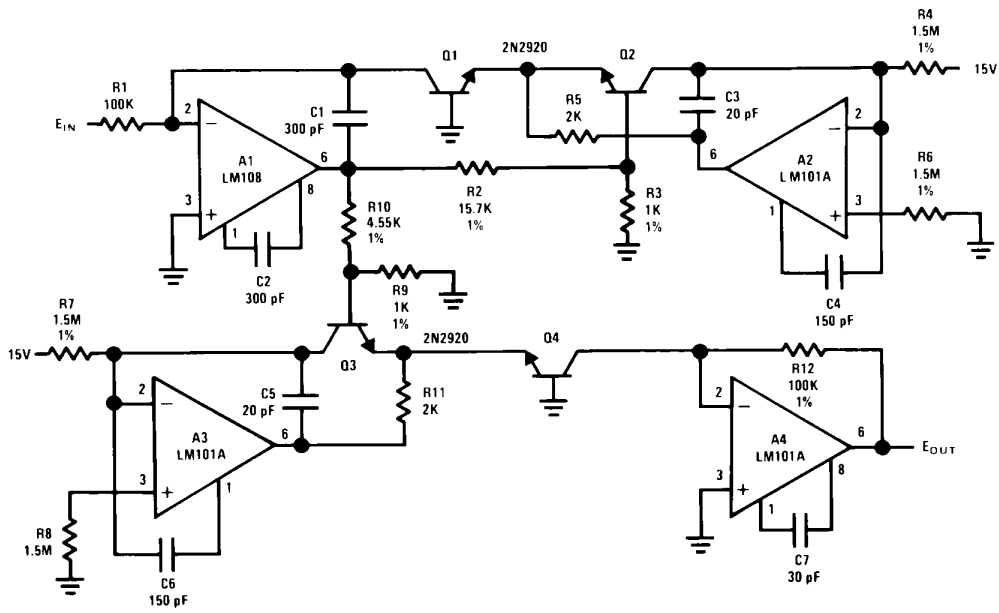 R4
1.5M
1%
15V
Q1
2N2920
Q2
R1
100K
E_IN
2
A1
LM108
3
6
8
1
C1
300 pF
C2
300 pF
R5
2K
C3
20 pF
R2
15.7K
1%
R3
1K
1%
6
A2
LM101A
2
3
1
R6
1.5M
1%
C4
150 pF
R10
4.55K
1%
R9
1K
1%
R7
1.5M
1%
15V
Q3
2N2920
Q4
2
A3
LM101A
3
6
1
C5
20 pF
R11
2K
R8
1.5M
C6
150 pF
R12
100K
1%
2
A4
LM101A
3
6
8
1
E_OUT
C7
30 pF